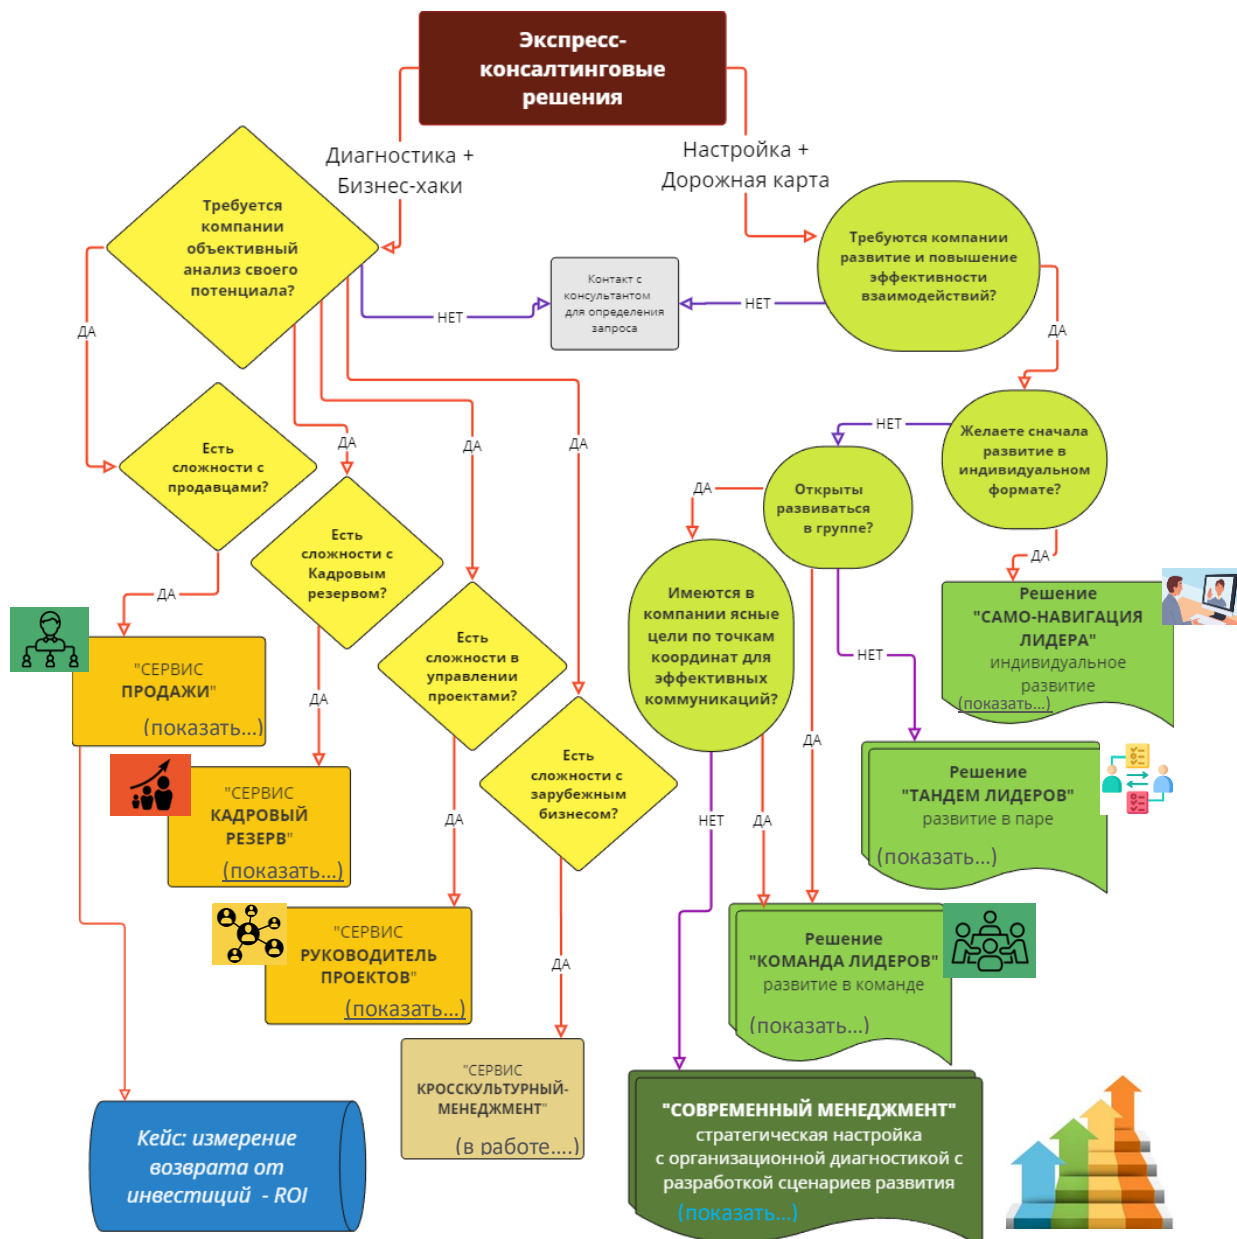 Экспресс-
консалтинговые
решения
Диагностика +
Бизнес-хаки
Настройка +
Дорожная карта
Требуется
компании
объективный
анализ своего
потенциала?
Требуются компании
развитие и повышение
эффективности
взаимодействий?
Контакт с
консультантом
для определения
запроса
НЕТ
НЕТ
ДА
ДА
Есть
сложности с
продавцами?
ДА
ДА
ДА
НЕТ
Желаете сначала
развитие в
индивидуальном
формате?
Есть
сложности с
Кадровым
резервом?
ДА
Открыты
развиваться
в группе?
ДА
ДА
Имеются в
компании ясные
цели по точкам
координат для
эффективных
коммуникаций?
Решение
"САМО-НАВИГАЦИЯ
ЛИДЕРА"
индивидуальное
развитие
(показать...)
"СЕРВИС
ПРОДАЖИ"
(показать...)
Есть
сложности в
управлении
проектами?
НЕТ
ДА
ДА
Есть
сложности с
зарубежным
бизнесом?
Решение
"ТАНДЕМ ЛИДЕРОВ"
развитие в паре
(показать...)
"СЕРВИС
КАДРОВЫЙ
РЕЗЕРВ"
(показать...)
ДА
НЕТ
ДА
"СЕРВИС
РУКОВОДИТЕЛЬ
ПРОЕКТОВ"
(показать...)
ДА
Решение
"КОМАНДА ЛИДЕРОВ"
развитие в команде
(показать...)
"СЕРВИС
КРОССКУЛЬТУРНЫЙ-
МЕНЕДЖМЕНТ"
(в работе....)
Кейс: измерение
возврата от
инвестиций - ROI
"СОВРЕМЕННЫЙ МЕНЕДЖМЕНТ"
стратегическая настройка
с организационной диагностикой с
разработкой сценариев развития
(показать...)